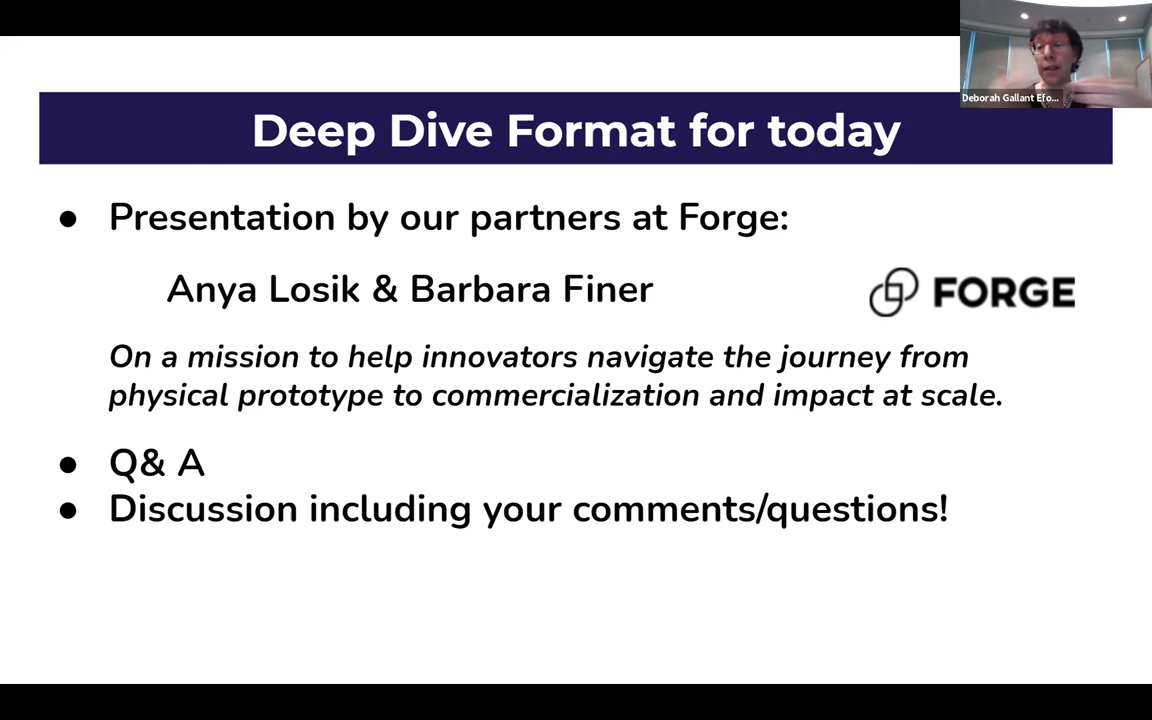 Deborah Gallant Efo...
Deep Dive Format for today
● Presentation by our partners at Forge:
Anya Losik & Barbara Finer
FORGE
On a mission to help innovators navigate the journey from
physical prototype to commercialization and impact at scale.
● Q& A
● Discussion including your comments/questions!